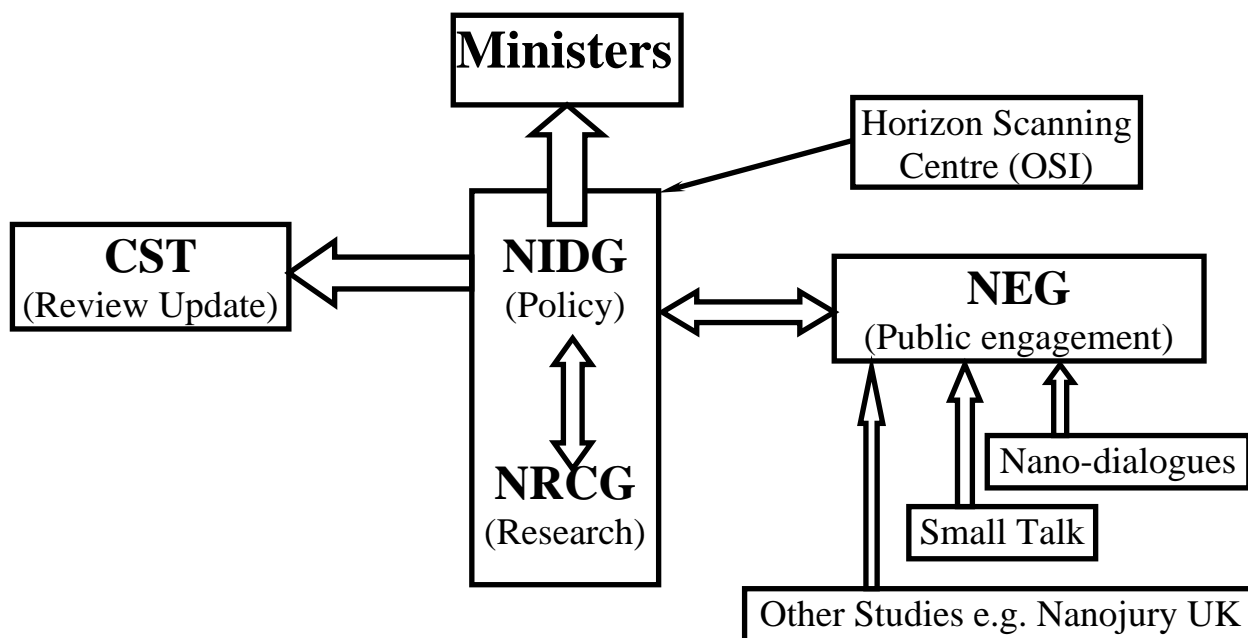 Ministers
Horizon Scanning
Centre (OSI)
CST
(Review Update)
NIDG
(Policy)
NEG
(Public engagement)
NRCG
(Research)
Nano-dialogues
Small Talk
Other Studies e.g. Nanojury UK